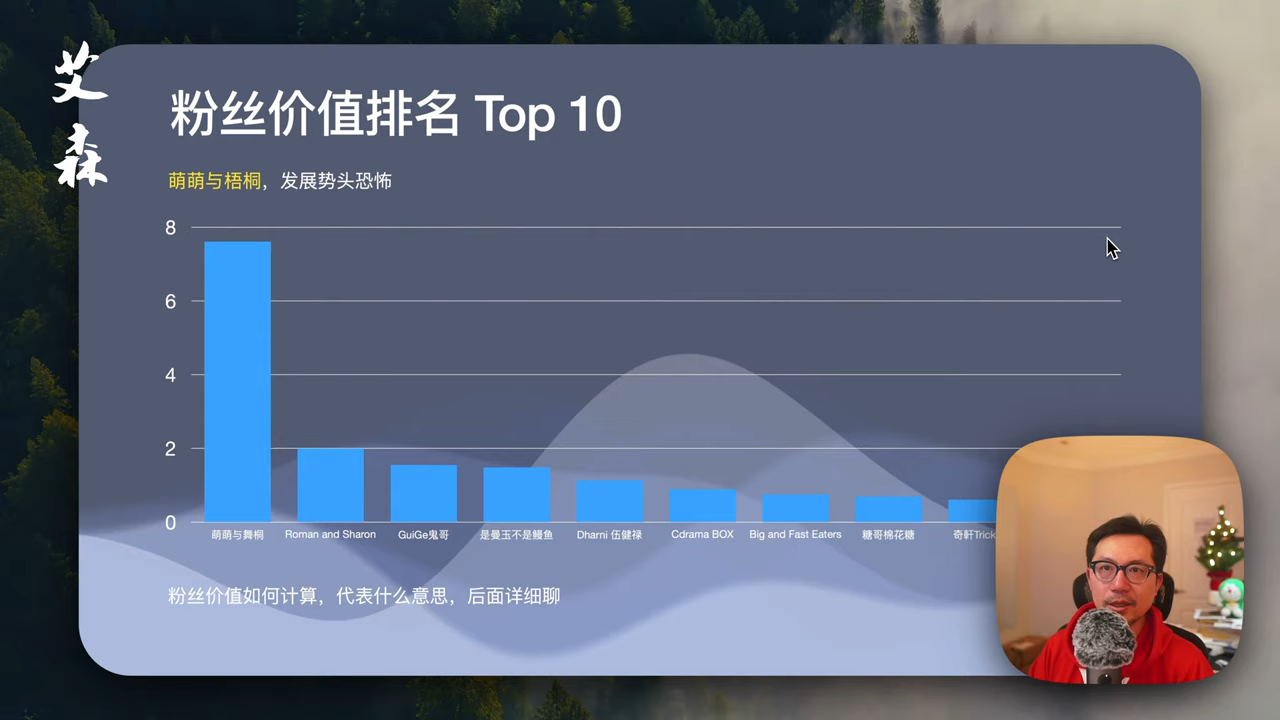 艾森
粉丝价值排名 Top 10
萌萌与梧桐，发展势头恐怖
8
6
4
2
0
萌萌与舞桐 Roman and Sharon GuiGe鬼哥 是曼玉不是鳗鱼 Dharni 伍健禄 Cdrama BOX Big and Fast Eaters 糖哥棉花糖 奇軒Trick
粉丝价值如何计算，代表什么意思，后面详细聊